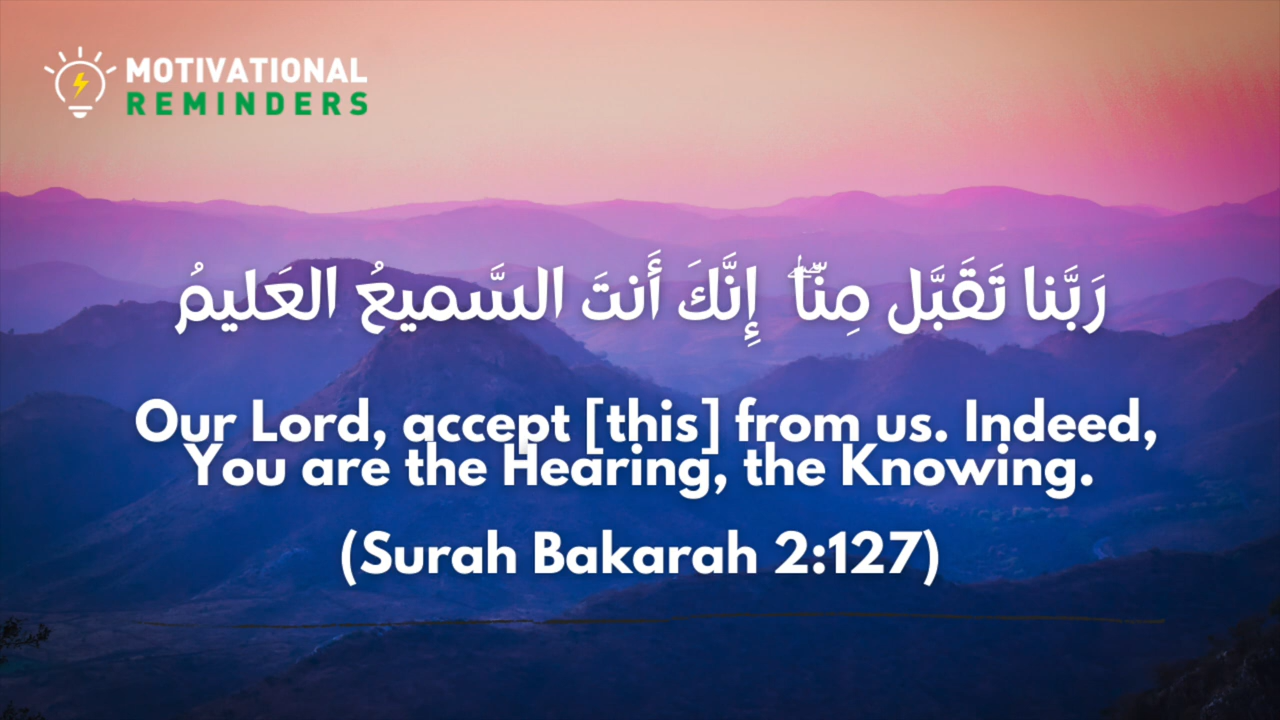 MOTIVATIONAL
REMINDERS
رَبَّنا تَقَبَّل مِنّاۖ إِنَّكَ أَنتَ السَّميعُ العَليمُ
Our Lord, accept [this] from us. Indeed,
You are the Hearing, the Knowing.
(Surah Bakarah 2:127)